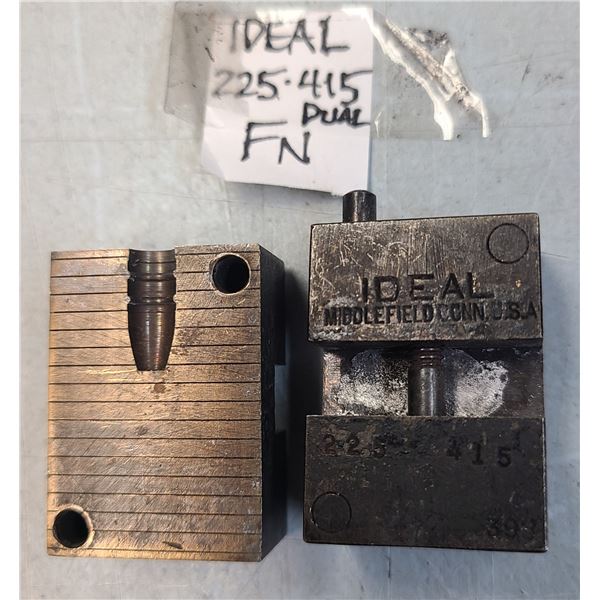 IDEAL
225·415
DUAL
FN
IDEAL
MIDDLEFIELD CONN. U.S.A
225 415